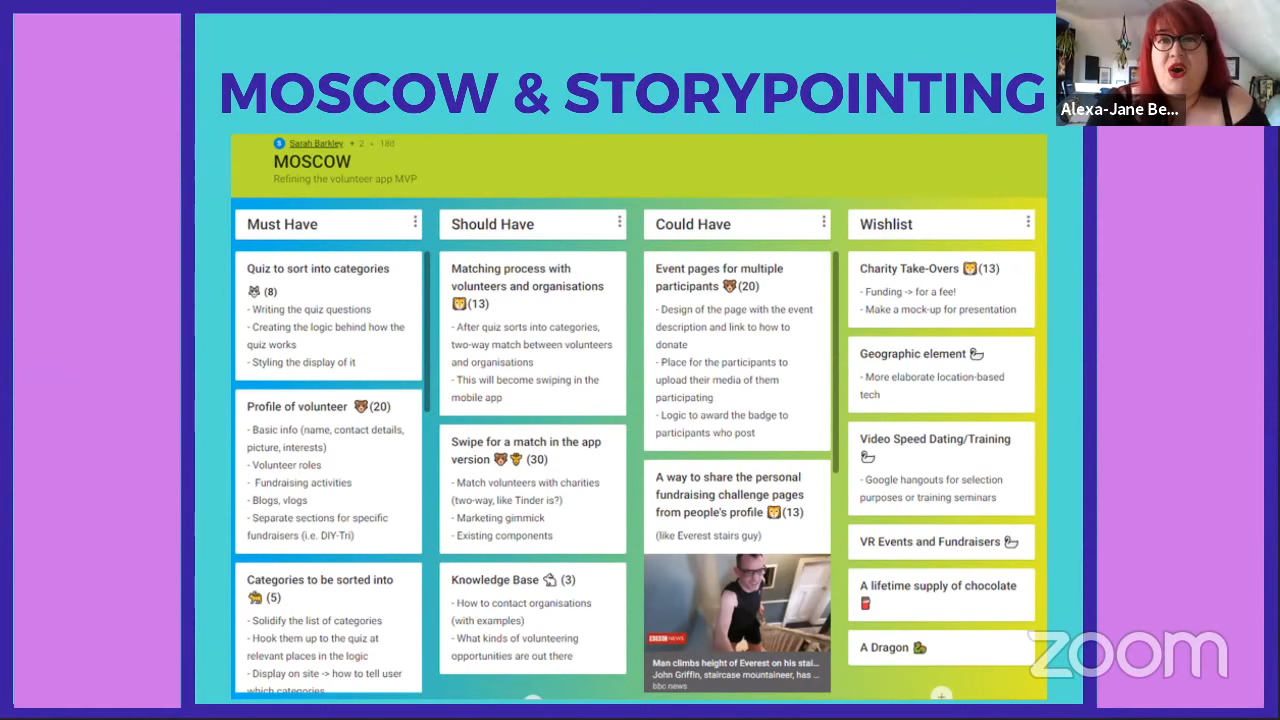 MOSCOW & STORYPOINTING
Alexa-Jane Be...
S Sarah Barkley + 2 • 18d
MOSCOW
Refining the volunteer app MVP
Must Have
Quiz to sort into categories
(8)
- Writing the quiz questions
- Creating the logic behind how the
quiz works
- Styling the display of it
Profile of volunteer (20)
- Basic info (name, contact details,
picture, interests)
- Volunteer roles
- Fundraising activities
- Blogs, vlogs
- Separate sections for specific
fundraisers (i.e. DIY-Tri)
Categories to be sorted into
(5)
- Solidify the list of categories
- Hook them up to the quiz at
relevant places in the logic
- Display on site -> how to tell user
which categories
Should Have
Matching process with
volunteers and organisations
(13)
- After quiz sorts into categories,
two-way match between volunteers
and organisations
- This will become swiping in the
mobile app
Swipe for a match in the app
version (30)
- Match volunteers with charities
(two-way, like Tinder is?)
- Marketing gimmick
- Existing components
Knowledge Base (3)
- How to contact organisations
(with examples)
- What kinds of volunteering
opportunities are out there
Could Have
Event pages for multiple
participants (20)
- Design of the page with the event
description and link to how to
donate
- Place for the participants to
upload their media of them
participating
- Logic to award the badge to
participants who post
A way to share the personal
fundraising challenge pages
from people's profile (13)
(like Everest stairs guy)
BBC NEWS
Man climbs height of Everest on his stai...
John Griffin, staircase mountaineer, has ...
bbc news
Wishlist
Charity Take-Overs (13)
- Funding -> for a fee!
- Make a mock-up for presentation
Geographic element
- More elaborate location-based
tech
Video Speed Dating/Training
- Google hangouts for selection
purposes or training seminars
VR Events and Fundraisers
A lifetime supply of chocolate
A Dragon
zoom